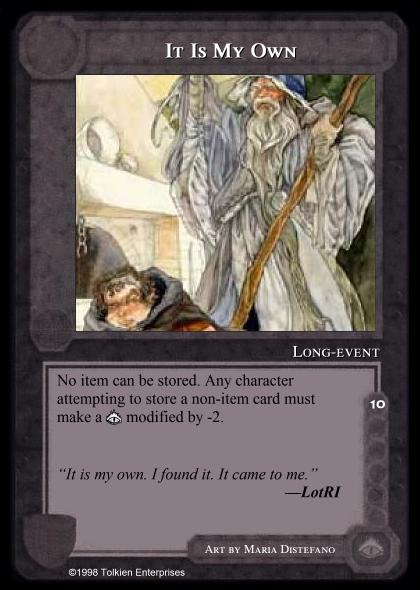 It Is My Own
Long-event
No item can be stored. Any character
attempting to store a non-item card must
make a modified by -2.
10
“It is my own. I found it. It came to me.”
—LotRI
Art by Maria Distefano
©1998 Tolkien Enterprises